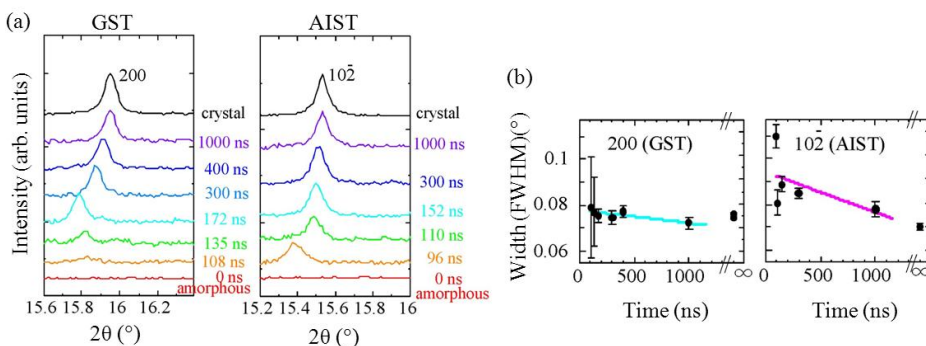 (a)
GST
AIST
Intensity (arb. units)
200
crystal
1000 ns
400 ns
300 ns
172 ns
135 ns
108 ns
0 ns
amorphous
15.6 15.8 16 16.2
2θ (°)
102̄
crystal
1000 ns
300 ns
152 ns
110 ns
96 ns
0 ns
amorphous
15.2 15.4 15.6 15.8 16
2θ (°)
(b)
Width (FWHM)(°)
0.1
0.08
0.06
200 (GST)
102̄ (AIST)
0 500 1000 ∞
0 500 1000 ∞
Time (ns)
Time (ns)